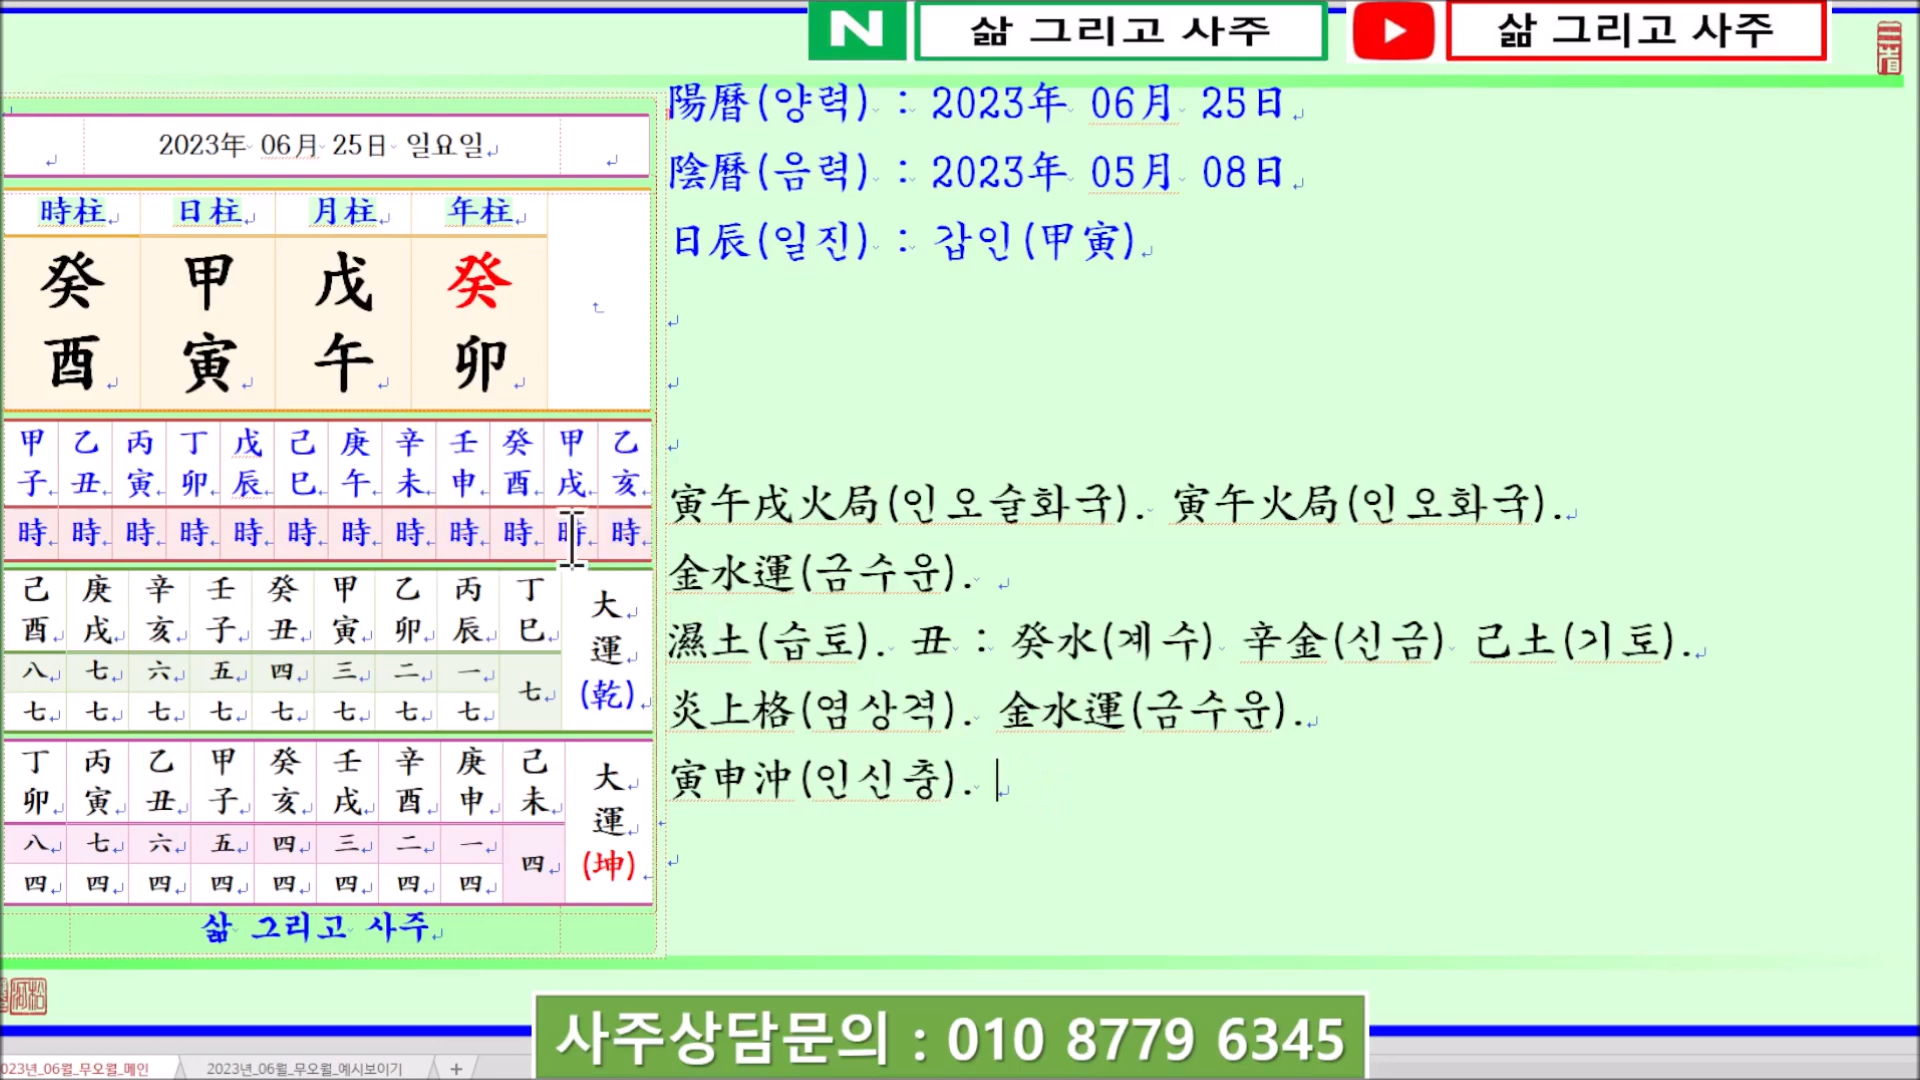 N 삶 그리고 사주 삶 그리고 사주
2023年 06月 25日 일요일
時柱 日柱 月柱 年柱
癸 甲 戊 癸
酉 寅 午 卯
甲 乙 丙 丁 戊 己 庚 辛 壬 癸 甲 乙
子 丑 寅 卯 辰 巳 午 未 申 酉 戌 亥
時 時 時 時 時 時 時 時 時 時 時 時
己 庚 辛 壬 癸 甲 乙 丙 丁
酉 戌 亥 子 丑 寅 卯 辰 巳
八 七 六 五 四 三 二 一
七 七 七 七 七 七 七 七 七
大
運
(乾)
丁 丙 乙 甲 癸 壬 辛 庚 己
卯 寅 丑 子 亥 戌 酉 申 未
八 七 六 五 四 三 二 一
四 四 四 四 四 四 四 四 四
大
運
(坤)
삶 그리고 사주
陽曆(양력) : 2023年 06月 25日
陰曆(음력) : 2023年 05月 08日
日辰(일진) : 갑인(甲寅)
寅午戌火局(인오술화국). 寅午火局(인오화국).
金水運(금수운).
濕土(습토). 丑 : 癸水(계수) 辛金(신금) 己土(기토).
炎上格(염상격). 金水運(금수운).
寅申沖(인신충).
사주상담문의 : 010 8779 6345
023년_06월_무오월_메인 2023년_06월_무오월_예시보이기 +